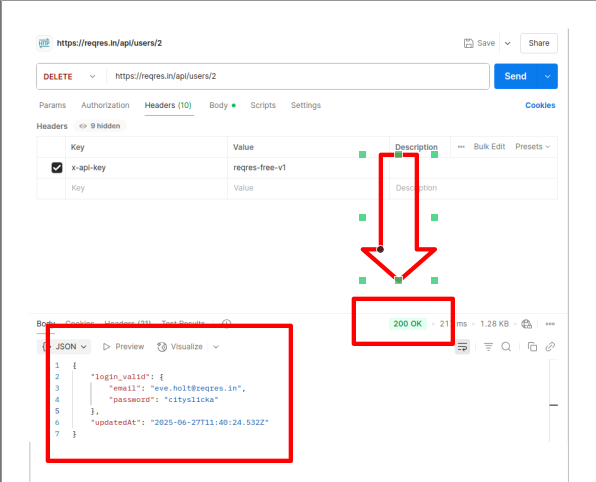 https://reqres.in/api/users/2 Save Share
DELETE https://reqres.in/api/users/2 Send
Params Authorization Headers (10) Body Scripts Settings Cookies
Headers 9 hidden
Key Value Description Bulk Edit Presets
x-api-key reqres-free-v1
Key Value Description
Body Cookies Headers (21) Test Results 200 OK ms 1.28 KB
{} JSON Preview Visualize
1 {
2 "login_valid": {
3 "email": "eve.holt@reqres.in",
4 "password": "cityslicka"
5 },
6 "updatedAt": "2025-06-27T11:40:24.532Z"
7 }